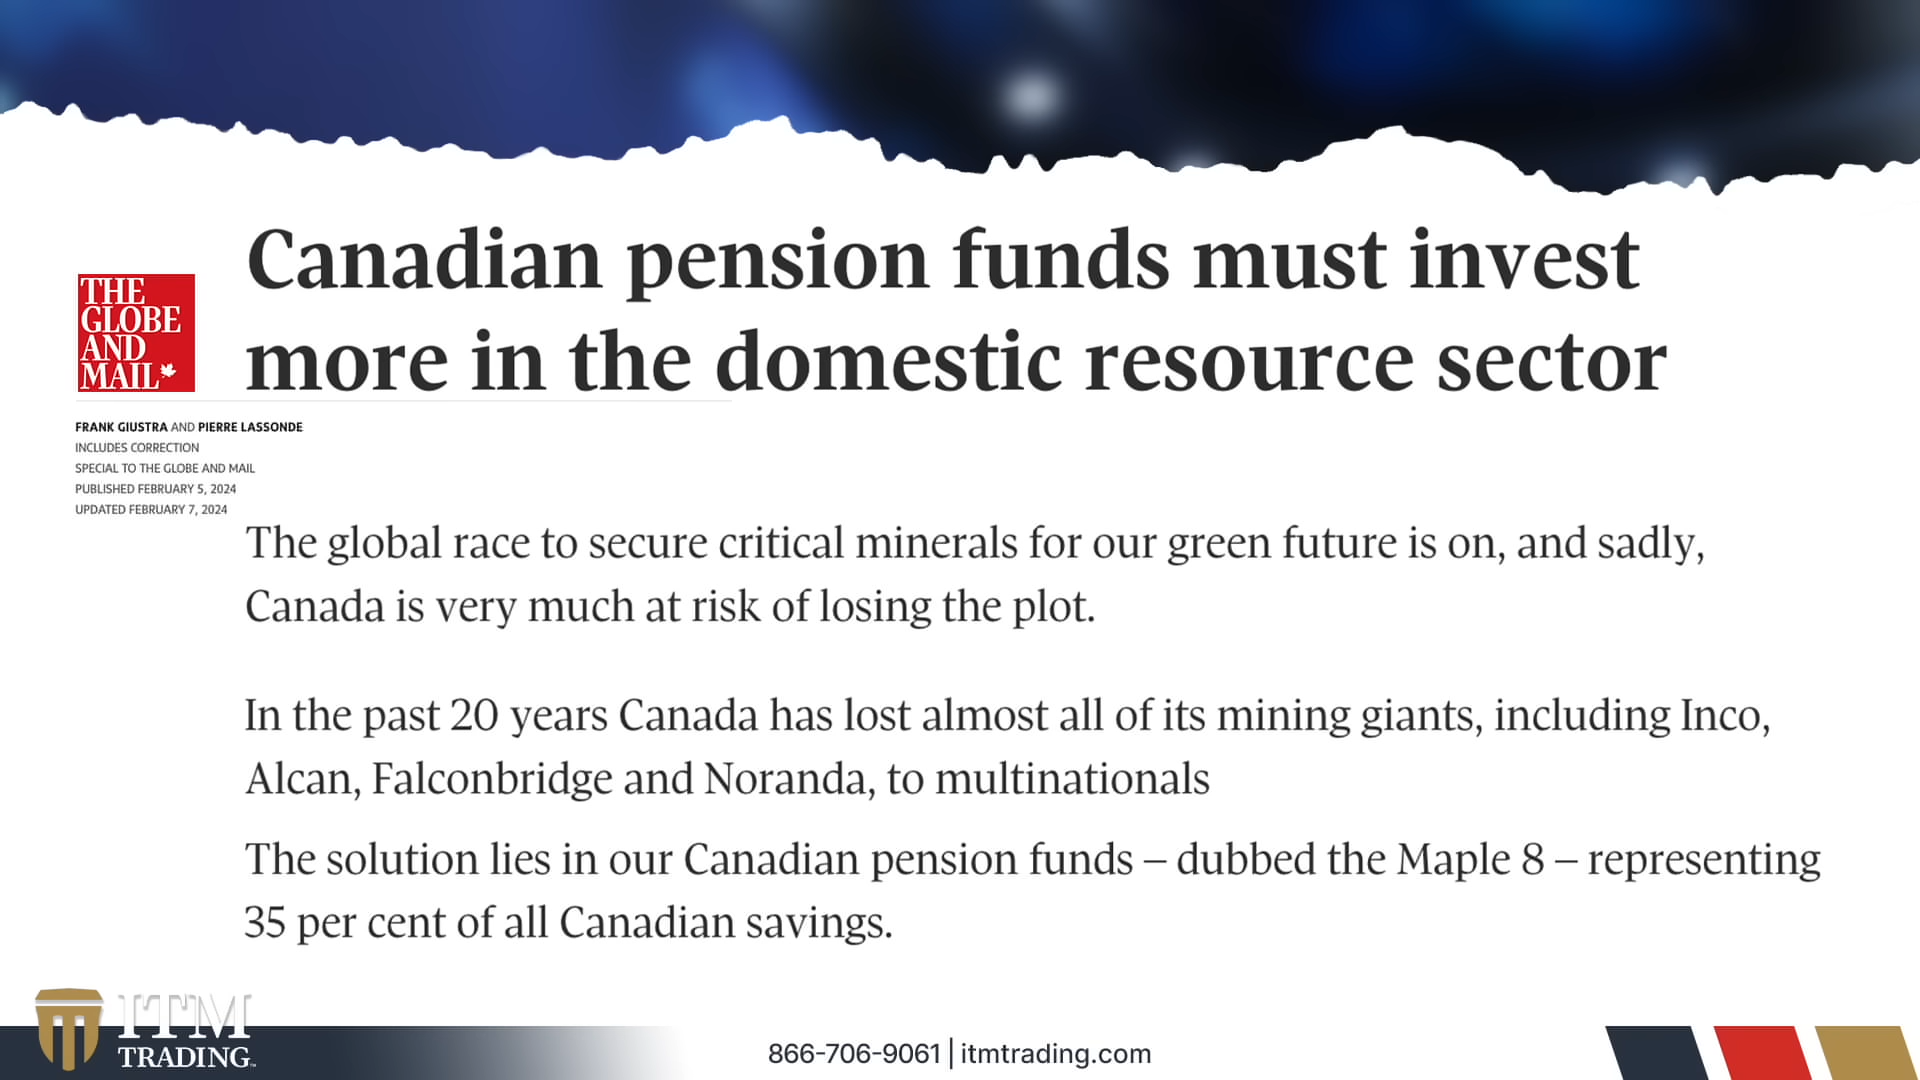 Canadian pension funds must invest
more in the domestic resource sector
THE
GLOBE
AND
MAIL
FRANK GIUSTRA AND PIERRE LASSONDE
INCLUDES CORRECTION
SPECIAL TO THE GLOBE AND MAIL
PUBLISHED FEBRUARY 5, 2024
UPDATED FEBRUARY 7, 2024
The global race to secure critical minerals for our green future is on, and sadly,
Canada is very much at risk of losing the plot.
In the past 20 years Canada has lost almost all of its mining giants, including Inco,
Alcan, Falconbridge and Noranda, to multinationals
The solution lies in our Canadian pension funds – dubbed the Maple 8 – representing
35 per cent of all Canadian savings.
ITM
TRADING™
866-706-9061 | itmtrading.com